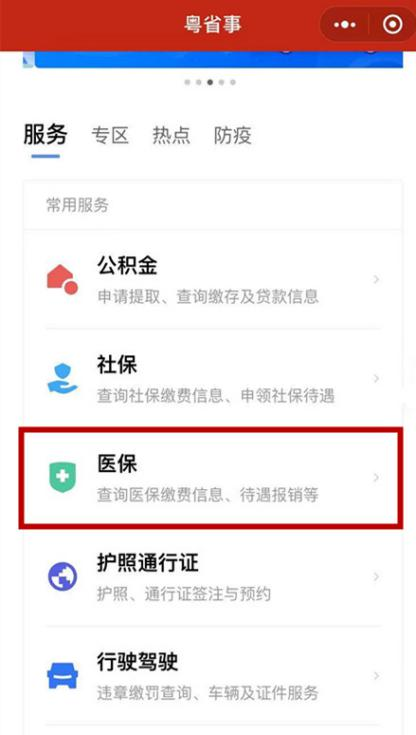 粤省事
服务 专区 热点 防疫
常用服务
公积金
申请提取、查询缴存及贷款信息
社保
查询社保缴费信息、申领社保待遇
医保
查询医保缴费信息、待遇报销等
护照通行证
护照、通行证签注与预约
行驶驾驶
违章缴罚查询、车辆及证件服务